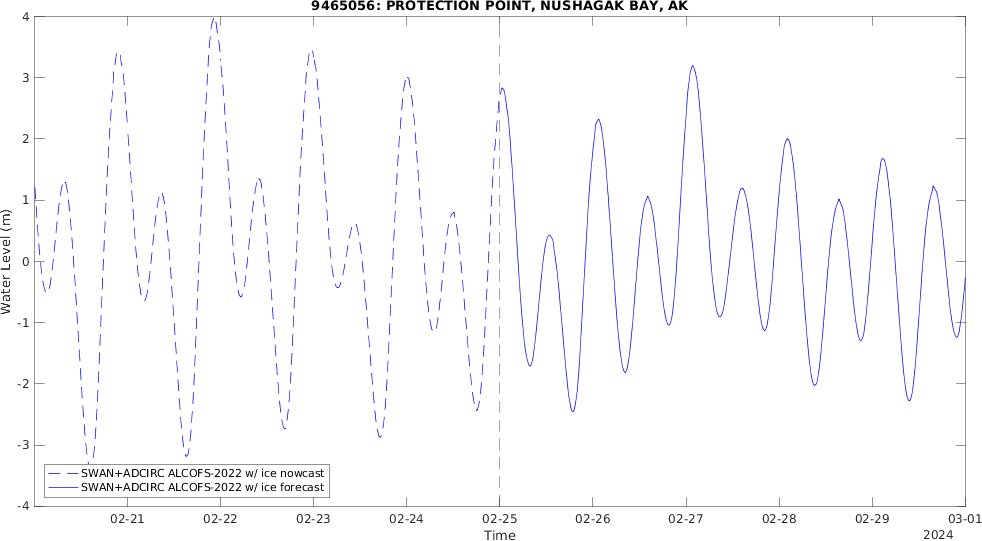 9465056: PROTECTION POINT, NUSHAGAK BAY, AK
Water Level (m)
4
3
2
1
0
-1
-2
-3
-4
SWAN+ADCIRC ALCOFS-2022 w/ ice nowcast
SWAN+ADCIRC ALCOFS-2022 w/ ice forecast
02-21 02-22 02-23 02-24 02-25 02-26 02-27 02-28 02-29 03-01
Time
2024